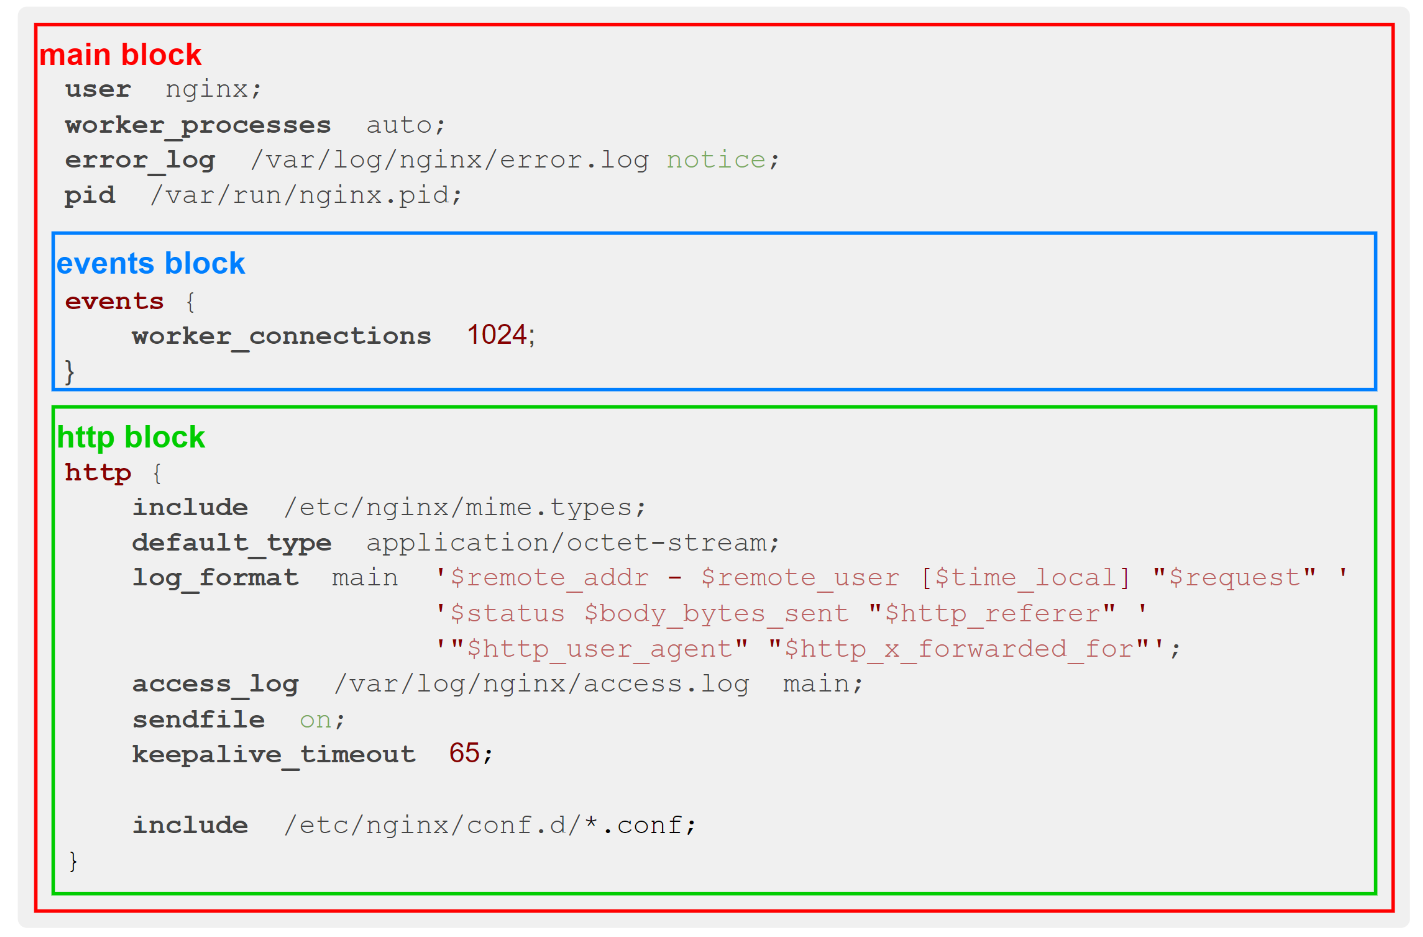 main block
user  nginx;
worker_processes  auto;
error_log  /var/log/nginx/error.log notice;
pid  /var/run/nginx.pid;
events block
events {
    worker_connections  1024;
}
http block
http {
    include  /etc/nginx/mime.types;
    default_type  application/octet-stream;
    log_format  main  '$remote_addr - $remote_user [$time_local] "$request" '
                      '$status $body_bytes_sent "$http_referer" '
                      '"$http_user_agent" "$http_x_forwarded_for"';
    access_log  /var/log/nginx/access.log  main;
    sendfile  on;
    keepalive_timeout  65;
    include  /etc/nginx/conf.d/*.conf;
}